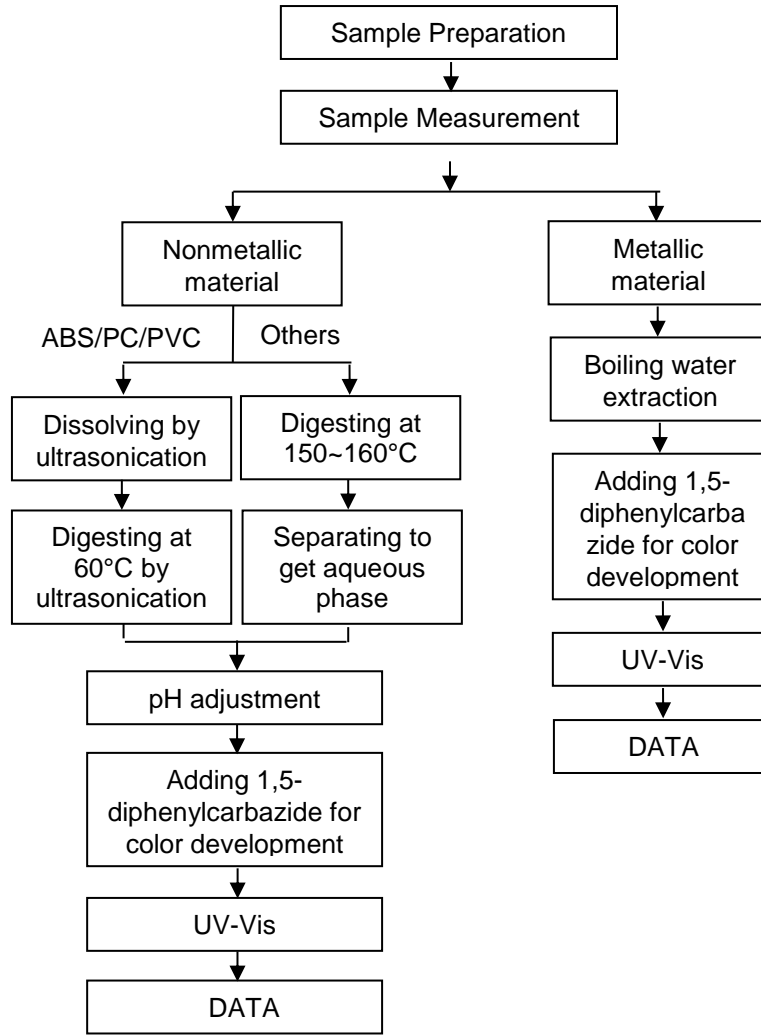 Sample Preparation
Sample Measurement
Nonmetallic
material
Metallic
material
ABS/PC/PVC
Others
Boiling water
extraction
Dissolving by
ultrasonication
Digesting at
150~160°C
Adding 1,5-
diphenylcarba
zide for color
development
Digesting at
60°C by
ultrasonication
Separating to
get aqueous
phase
UV-Vis
pH adjustment
DATA
Adding 1,5-
diphenylcarbazide for
color development
UV-Vis
DATA